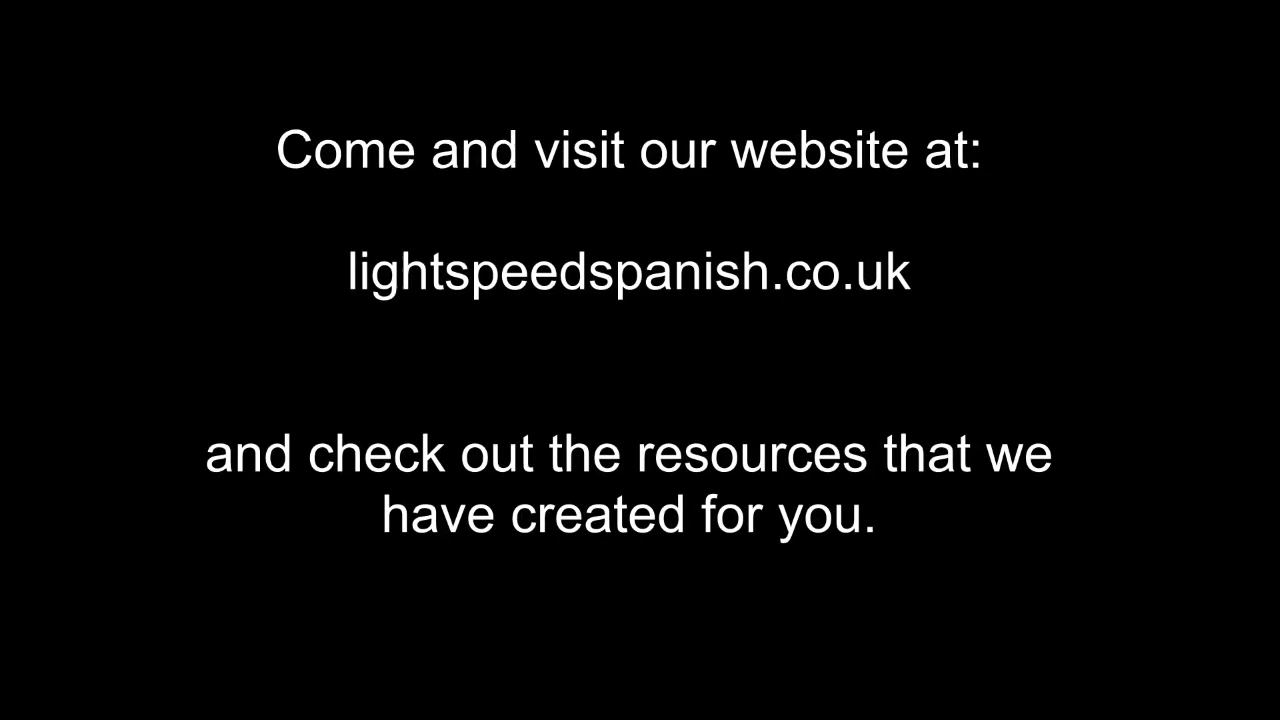 Come and visit our website at:
lightspeedspanish.co.uk
and check out the resources that we
have created for you.